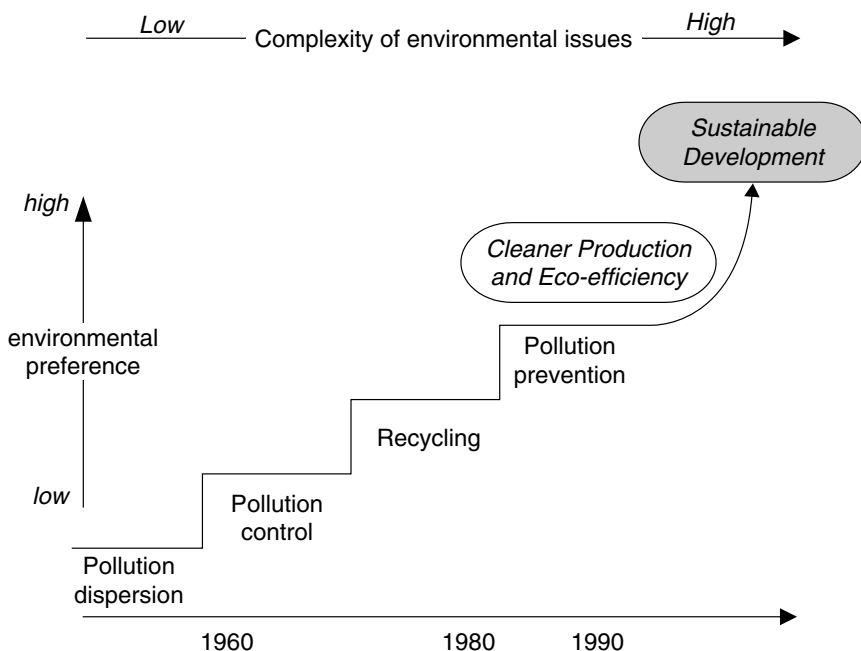 Low Complexity of environmental issues High
Sustainable
Development
high
Cleaner Production
and Eco-efficiency
environmental
preference
Pollution
prevention
Recycling
low
Pollution
control
Pollution
dispersion
1960 1980 1990